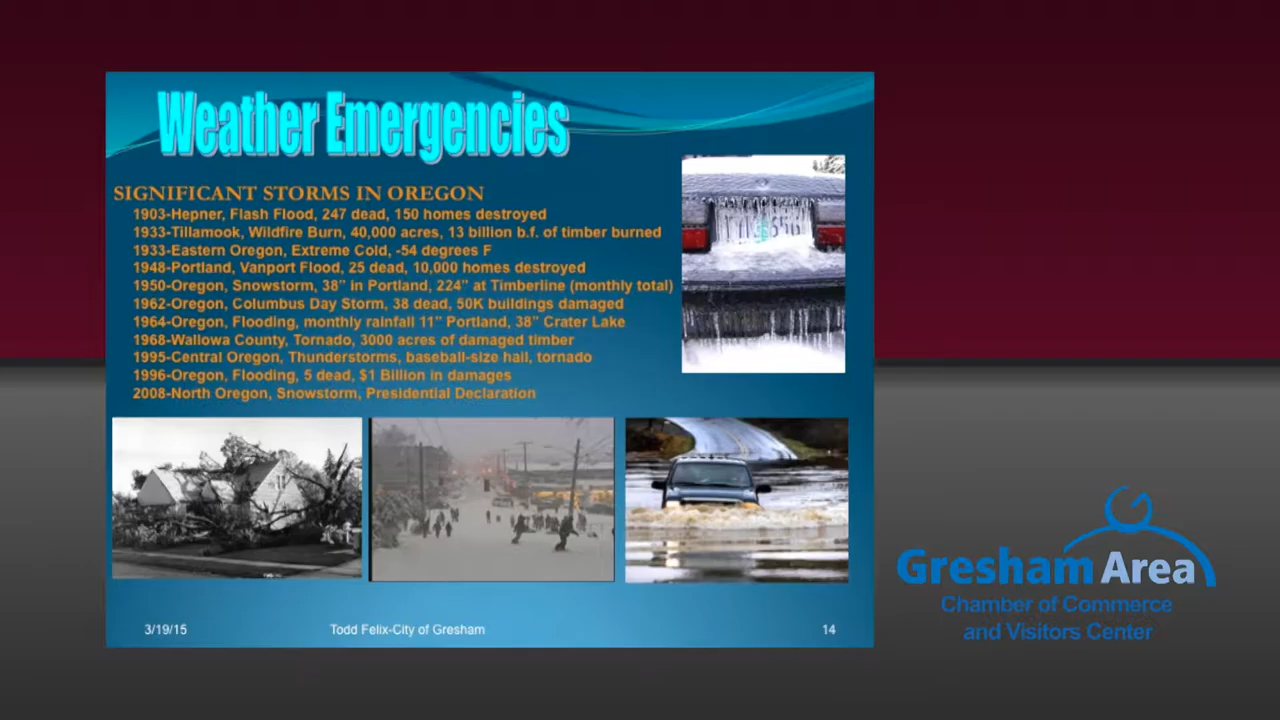 Weather Emergencies
SIGNIFICANT STORMS IN OREGON
1903-Hepner, Flash Flood, 247 dead, 150 homes destroyed
1933-Tillamook, Wildfire Burn, 40,000 acres, 13 billion b.f. of timber burned
1933-Eastern Oregon, Extreme Cold, -54 degrees F
1948-Portland, Vanport Flood, 25 dead, 10,000 homes destroyed
1950-Oregon, Snowstorm, 38” in Portland, 224” at Timberline (monthly total)
1962-Oregon, Columbus Day Storm, 38 dead, 50K buildings damaged
1964-Oregon, Flooding, monthly rainfall 11” Portland, 38” Crater Lake
1968-Wallowa County, Tornado, 3000 acres of damaged timber
1995-Central Oregon, Thunderstorms, baseball-size hail, tornado
1996-Oregon, Flooding, 5 dead, $1 Billion in damages
2008-North Oregon, Snowstorm, Presidential Declaration
3/19/15
Todd Felix-City of Gresham
14
G
Gresham Area
Chamber of Commerce
and Visitors Center